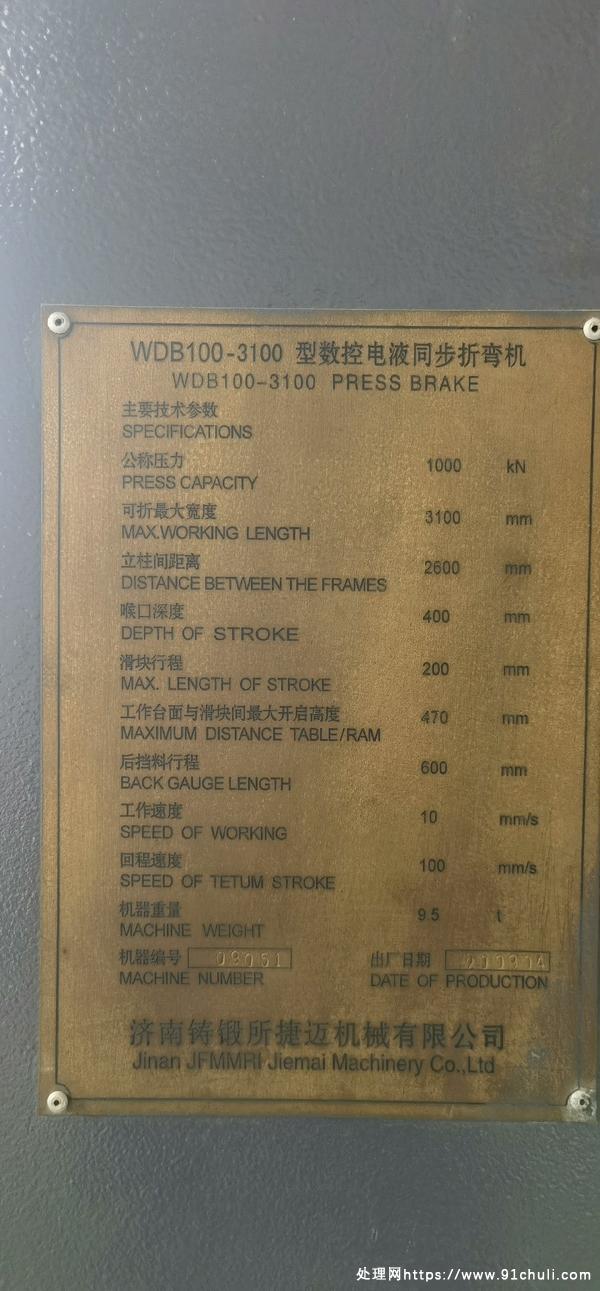 WDB100-3100 型数控电液同步折弯机
WDB100-3100 PRESS BRAKE
主要技术参数
SPECIFICATIONS
公称压力
PRESS CAPACITY 1000 kN
可折最大宽度
MAX.WORKING LENGTH 3100 mm
立柱间距离
DISTANCE BETWEEN THE FRAMES 2600 mm
喉口深度
DEPTH OF STROKE 400 mm
滑块行程
MAX. LENGTH OF STROKE 200 mm
工作台面与滑块间最大开启高度
MAXIMUM DISTANCE TABLE/RAM 470 mm
后挡料行程
BACK GAUGE LENGTH 600 mm
工作速度
SPEED OF WORKING 10 mm/s
回程速度
SPEED OF TETUM STROKE 100 mm/s
机器重量
MACHINE WEIGHT 9.5 t
机器编号 08051 出厂日期
MACHINE NUMBER DATE OF PRODUCTION
济南铸锻所捷迈机械有限公司
Jinan JFMMRI Jiemai Machinery Co.,Ltd
处理网https://www.91chuli.com